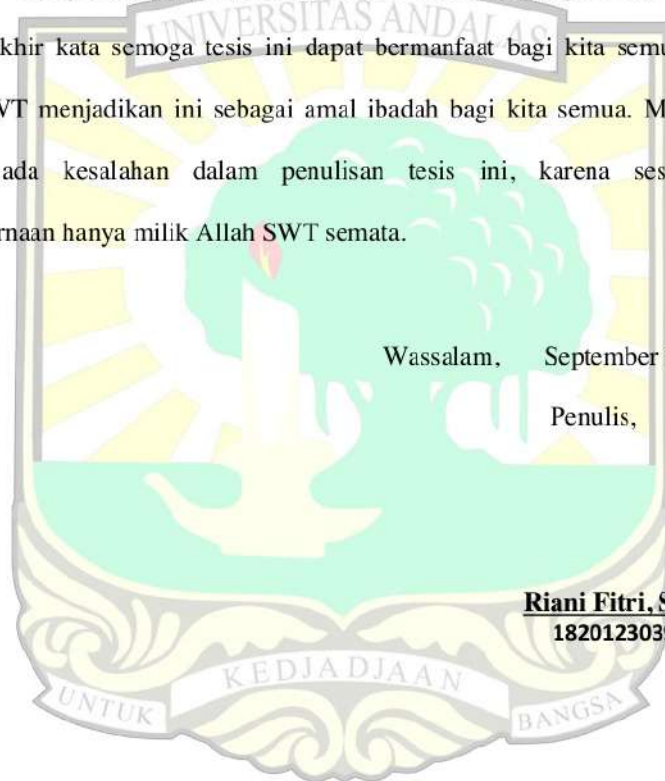 UNIVERSITAS ANDALAS
khir kata semoga tesis ini dapat bermanfaat bagi kita semu
WT menjadikan ini sebagai amal ibadah bagi kita semua. M
ada kesalahan dalam penulisan tesis ini, karena ses
rnaan hanya milik Allah SWT semata.
Wassalam, September
Penulis,
Riani Fitri, S
182012303
KEDJADJAAN
UNTUK BANGSA